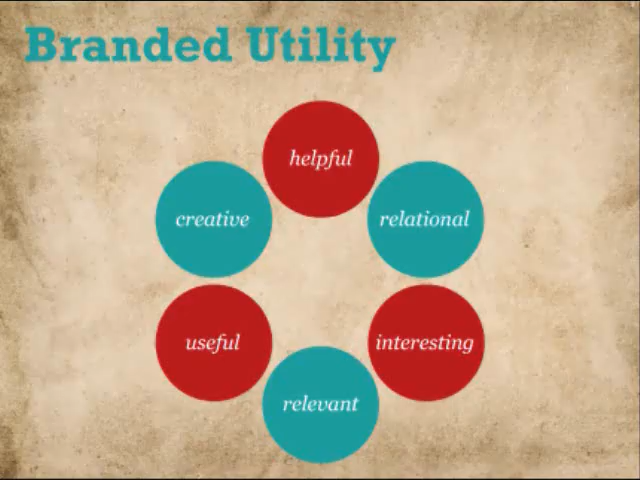 Branded Utility
helpful
creative
relational
useful
interesting
relevant